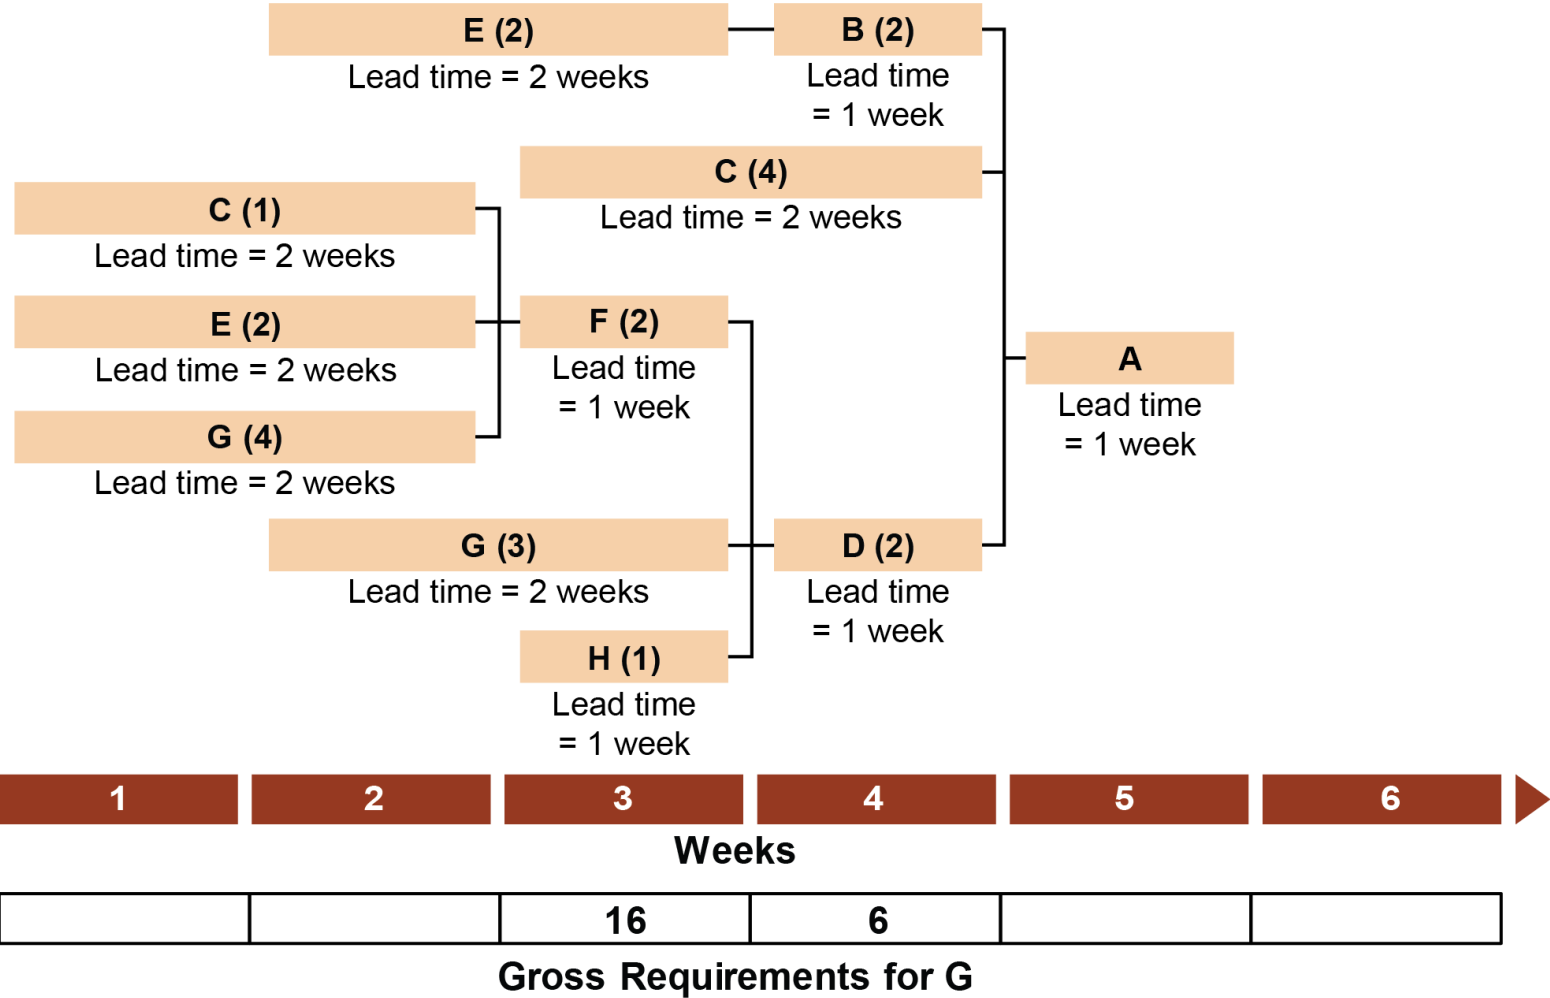 E (2)
Lead time = 2 weeks
B (2)
Lead time
= 1 week
C (4)
Lead time = 2 weeks
C (1)
Lead time = 2 weeks
E (2)
Lead time = 2 weeks
F (2)
Lead time
= 1 week
A
Lead time
= 1 week
G (4)
Lead time = 2 weeks
G (3)
Lead time = 2 weeks
D (2)
Lead time
= 1 week
H (1)
Lead time
= 1 week
1 2 3 4 5 6
Weeks
16 6
Gross Requirements for G